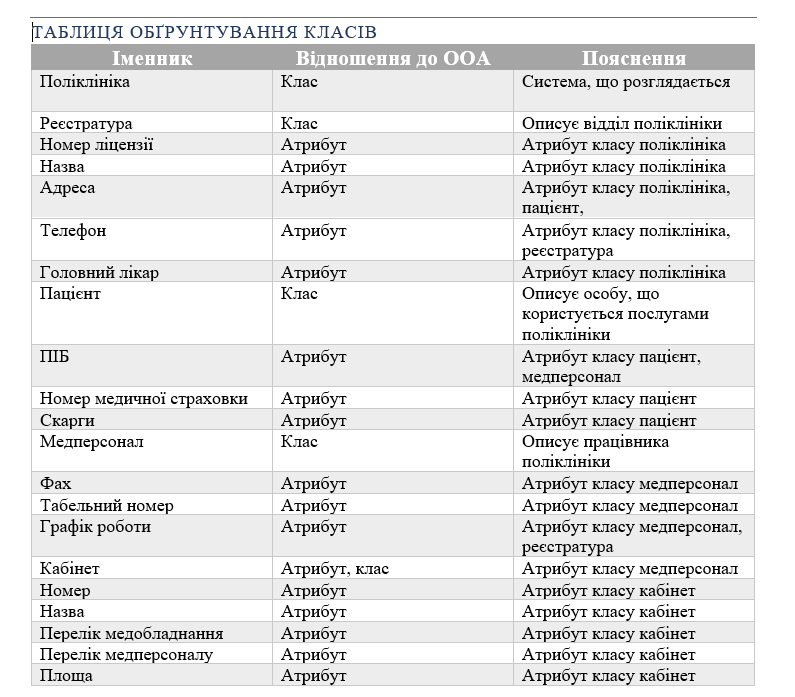 ТАБЛИЦЯ ОБҐРУНТУВАННЯ КЛАСІВ
Іменник Відношення до ООА Пояснення
Поліклініка Клас Система, що розглядається
Реєстратура Клас Описує відділ поліклініки
Номер ліцензії Атрибут Атрибут класу поліклініка
Назва Атрибут Атрибут класу поліклініка
Адреса Атрибут Атрибут класу поліклініка,
пацієнт,
Телефон Атрибут Атрибут класу поліклініка,
реєстратура
Головний лікар Атрибут Атрибут класу поліклініка
Пацієнт Клас Описує особу, що
користується послугами
поліклініки
ПІБ Атрибут Атрибут класу пацієнт,
медперсонал
Номер медичної страховки Атрибут Атрибут класу пацієнт
Скарги Атрибут Атрибут класу пацієнт
Медперсонал Клас Описує працівника
поліклініки
Фах Атрибут Атрибут класу медперсонал
Табельний номер Атрибут Атрибут класу медперсонал
Графік роботи Атрибут Атрибут класу медперсонал,
реєстратура
Кабінет Атрибут, клас Атрибут класу медперсонал
Номер Атрибут Атрибут класу кабінет
Назва Атрибут Атрибут класу кабінет
Перелік медобладнання Атрибут Атрибут класу кабінет
Перелік медперсоналу Атрибут Атрибут класу кабінет
Площа Атрибут Атрибут класу кабінет